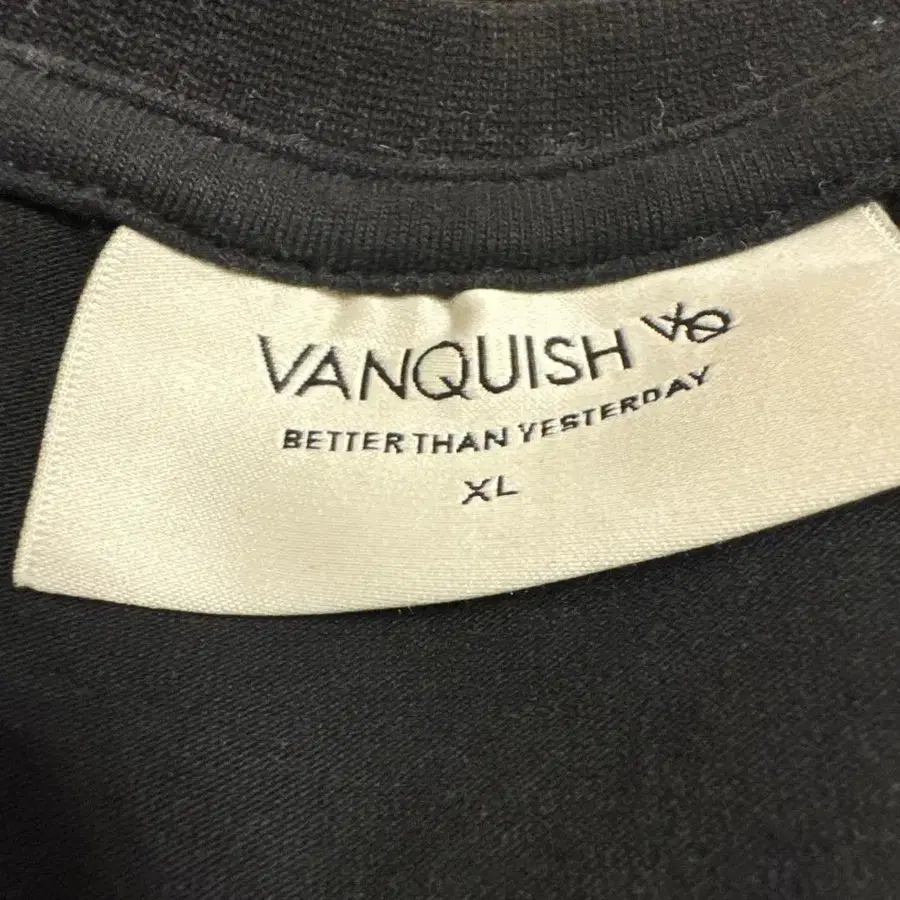 VANQUISH
BETTER THAN YESTERDAY
XL